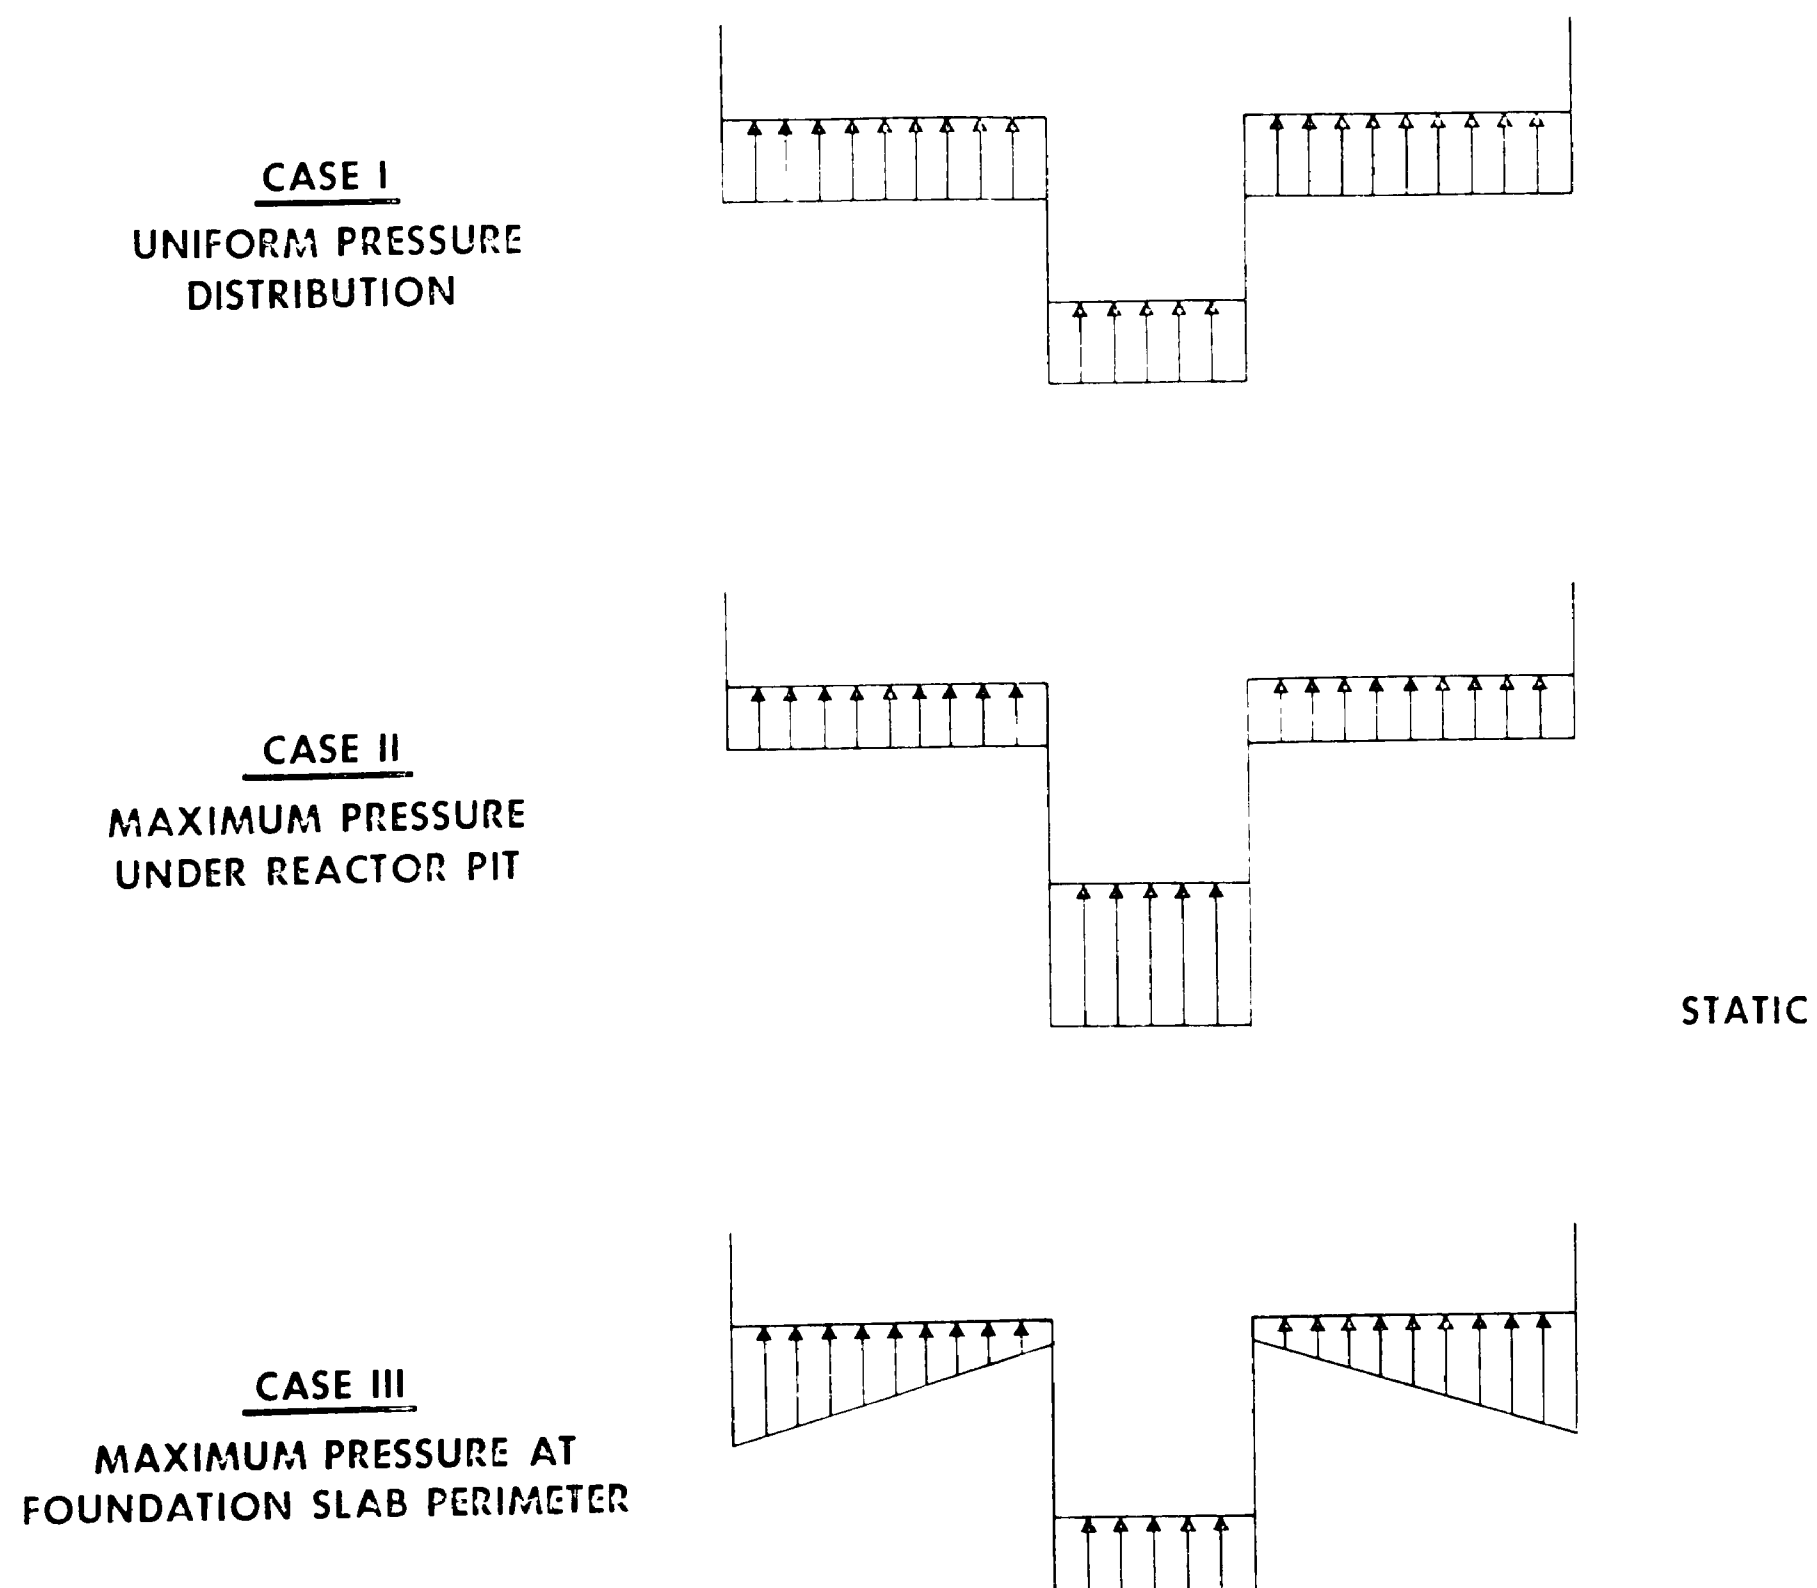 CASE I
UNIFORM PRESSURE
DISTRIBUTION
CASE II
MAXIMUM PRESSURE
UNDER REACTOR PIT
STATIC
CASE III
MAXIMUM PRESSURE AT
FOUNDATION SLAB PERIMETER